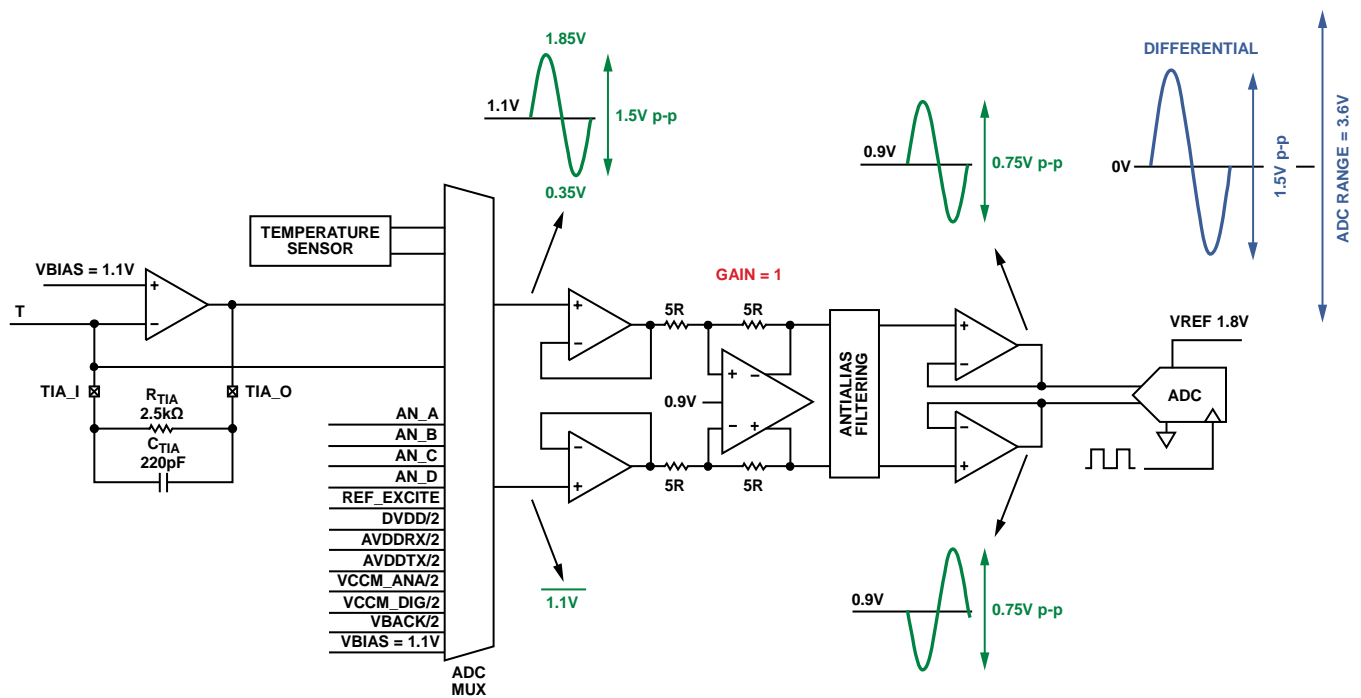 1.85V
1.1V
1.5V p-p
0.35V
0.9V
0.75V p-p
DIFFERENTIAL
0V
1.5V p-p
ADC RANGE = 3.6V
TEMPERATURE
SENSOR
VBIAS = 1.1V
+
−
T
TIA_I
TIA_O
RTIA
2.5kΩ
CTIA
220pF
AN_A
AN_B
AN_C
AN_D
REF_EXCITE
DVDD/2
AVDDRX/2
AVDDTX/2
VCCM_ANA/2
VCCM_DIG/2
VBACK/2
VBIAS = 1.1V
ADC
MUX
1.1V
+
−
−
+
GAIN = 1
5R
5R
+
−
0.9V
−
+
5R
5R
ANTIALIAS
FILTERING
+
−
−
+
VREF 1.8V
ADC
0.9V
0.75V p-p